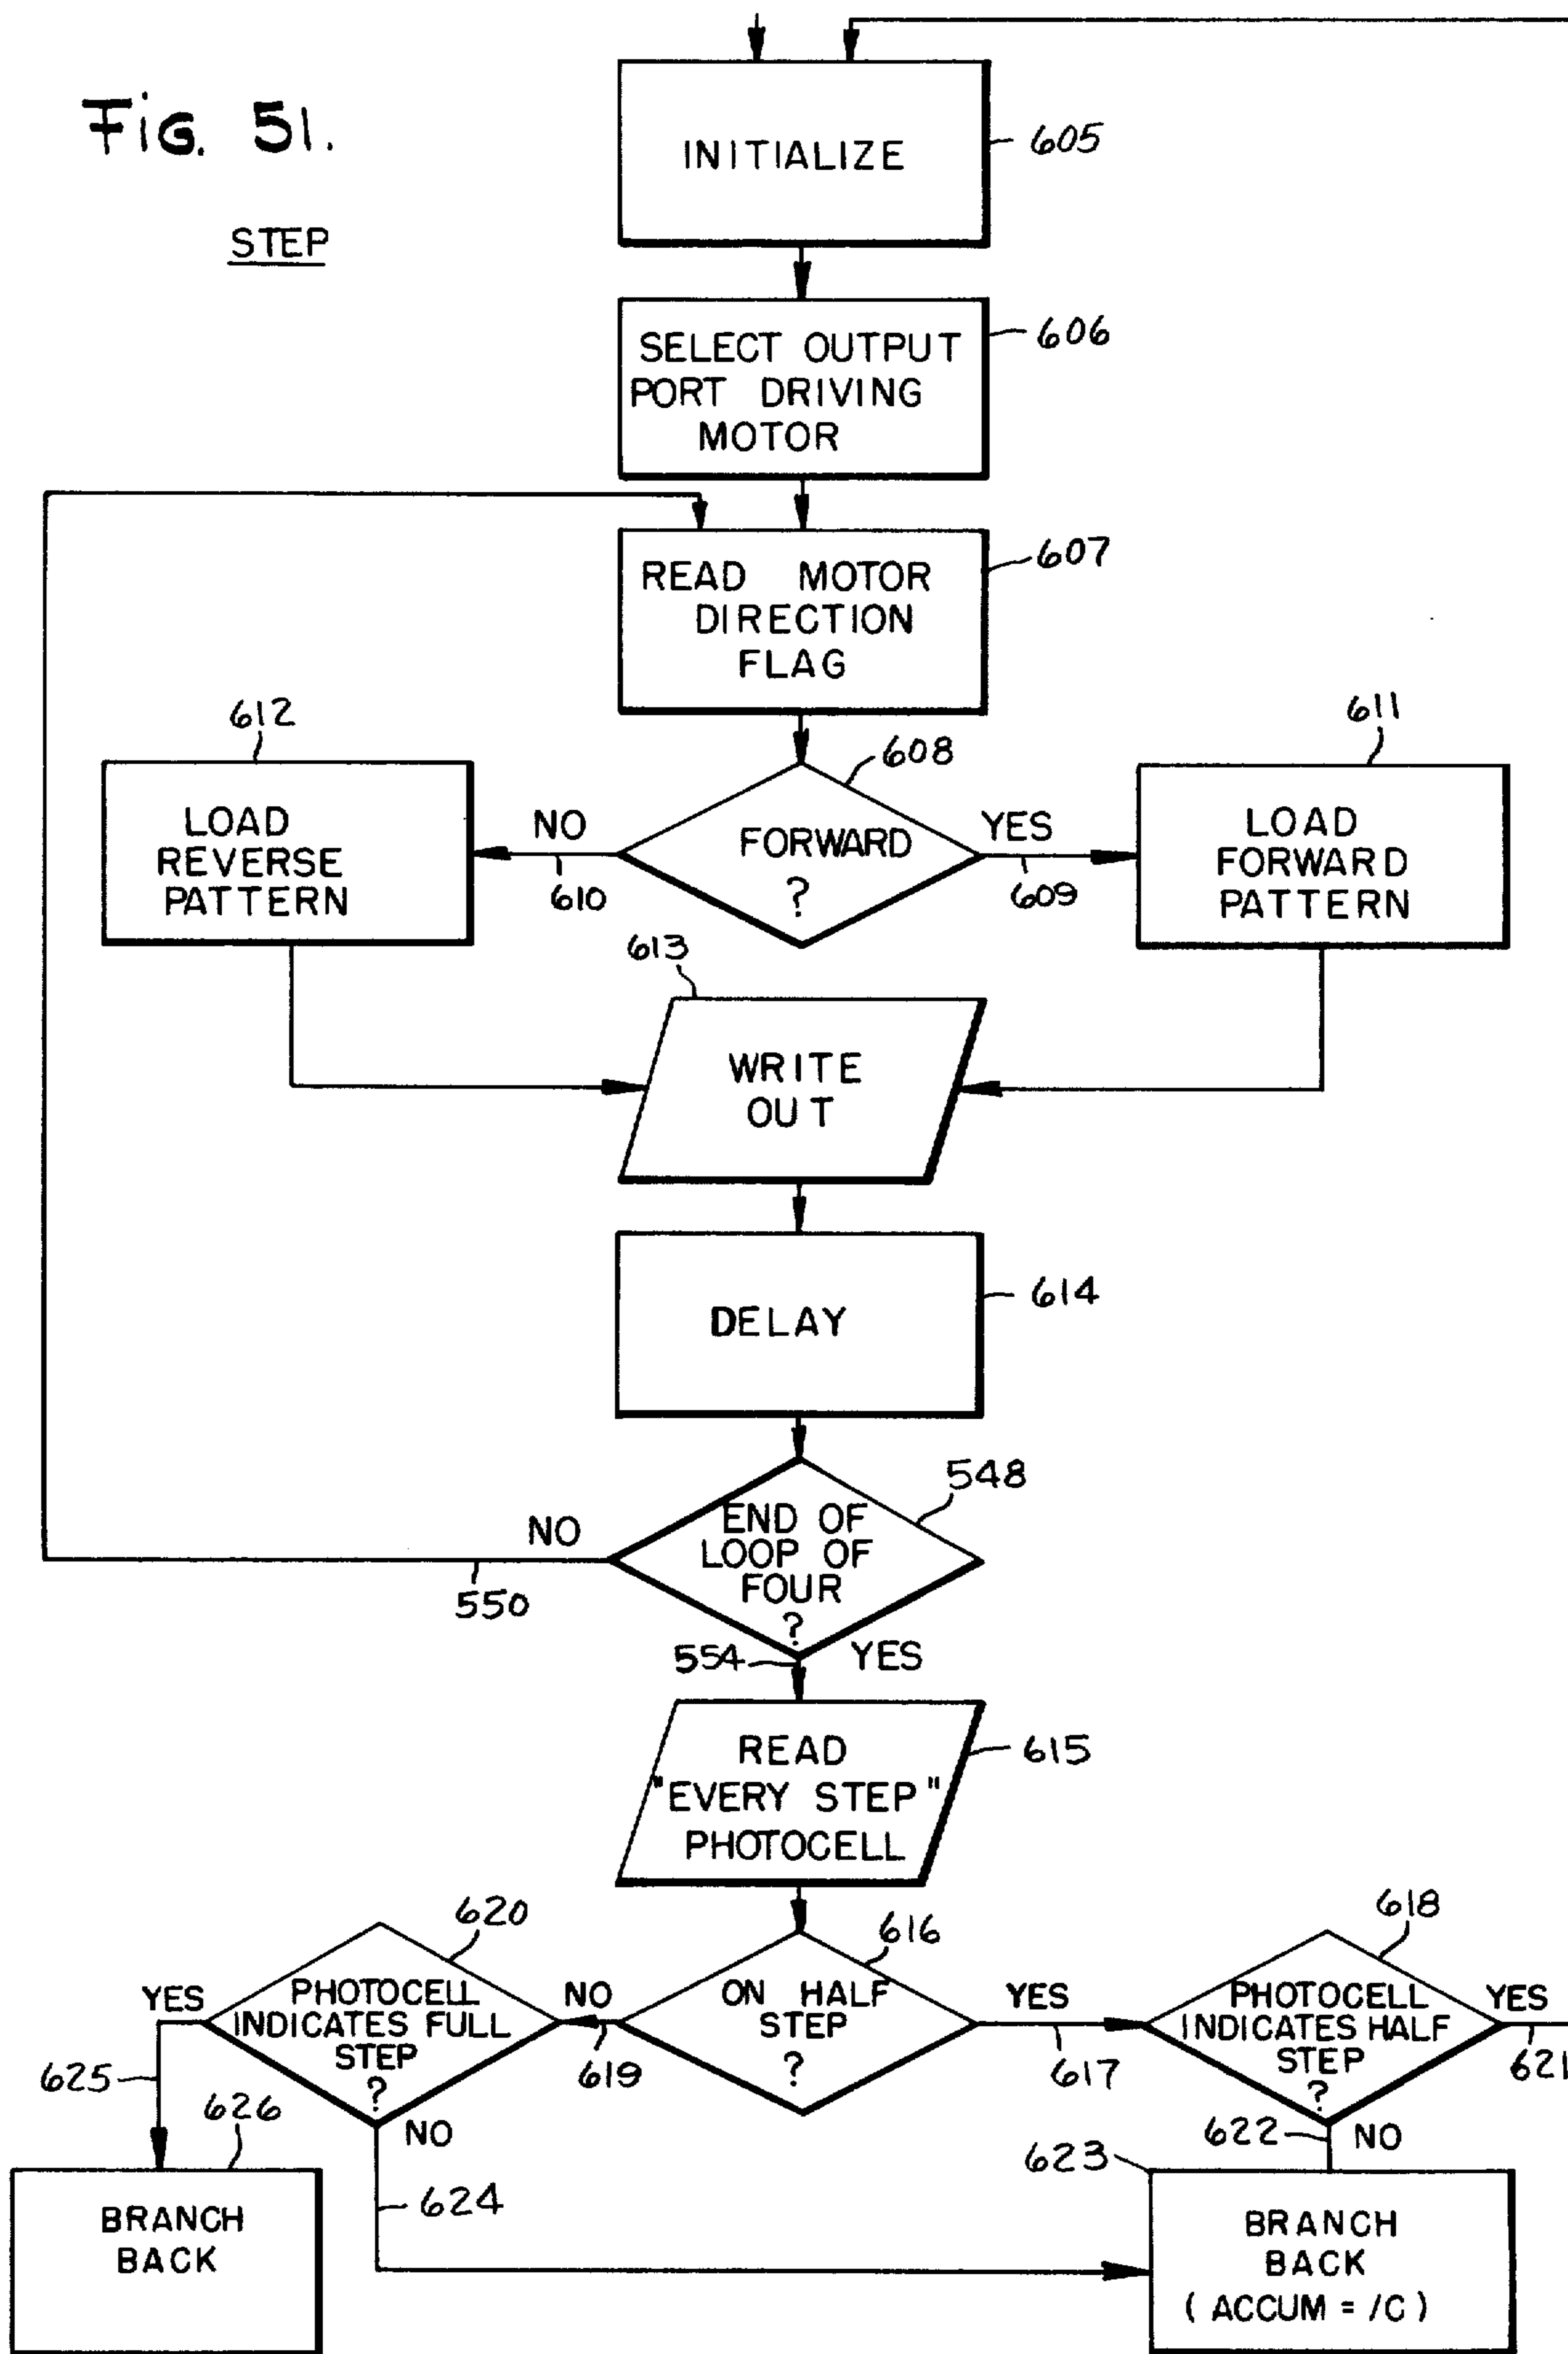 Fig. 51.
STEP
INITIALIZE
605
SELECT OUTPUT
PORT DRIVING
MOTOR
606
READ MOTOR
DIRECTION
FLAG
607
612
608
611
LOAD
REVERSE
PATTERN
NO
610
FORWARD
?
YES
609
LOAD
FORWARD
PATTERN
613
WRITE
OUT
DELAY
614
548
NO
550
END OF
LOOP OF
FOUR
?
554
YES
READ
"EVERY STEP"
PHOTOCELL
615
620
616
618
YES
PHOTOCELL
INDICATES FULL
STEP
?
NO
619
ON HALF
STEP
?
YES
617
PHOTOCELL
INDICATES HALF
STEP
?
YES
621
625
626
NO
622
NO
623
624
BRANCH
BACK
BRANCH
BACK
( ACCUM = /C )